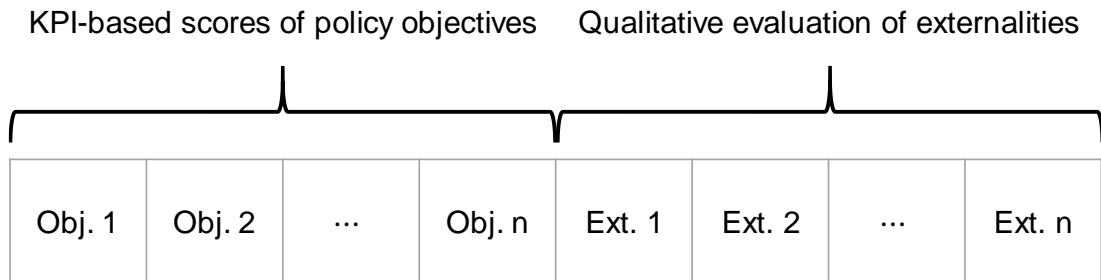 KPI-based scores of policy objectives Qualitative evaluation of externalities
Obj. 1 Obj. 2 ... Obj. n Ext. 1 Ext. 2 ... Ext. n